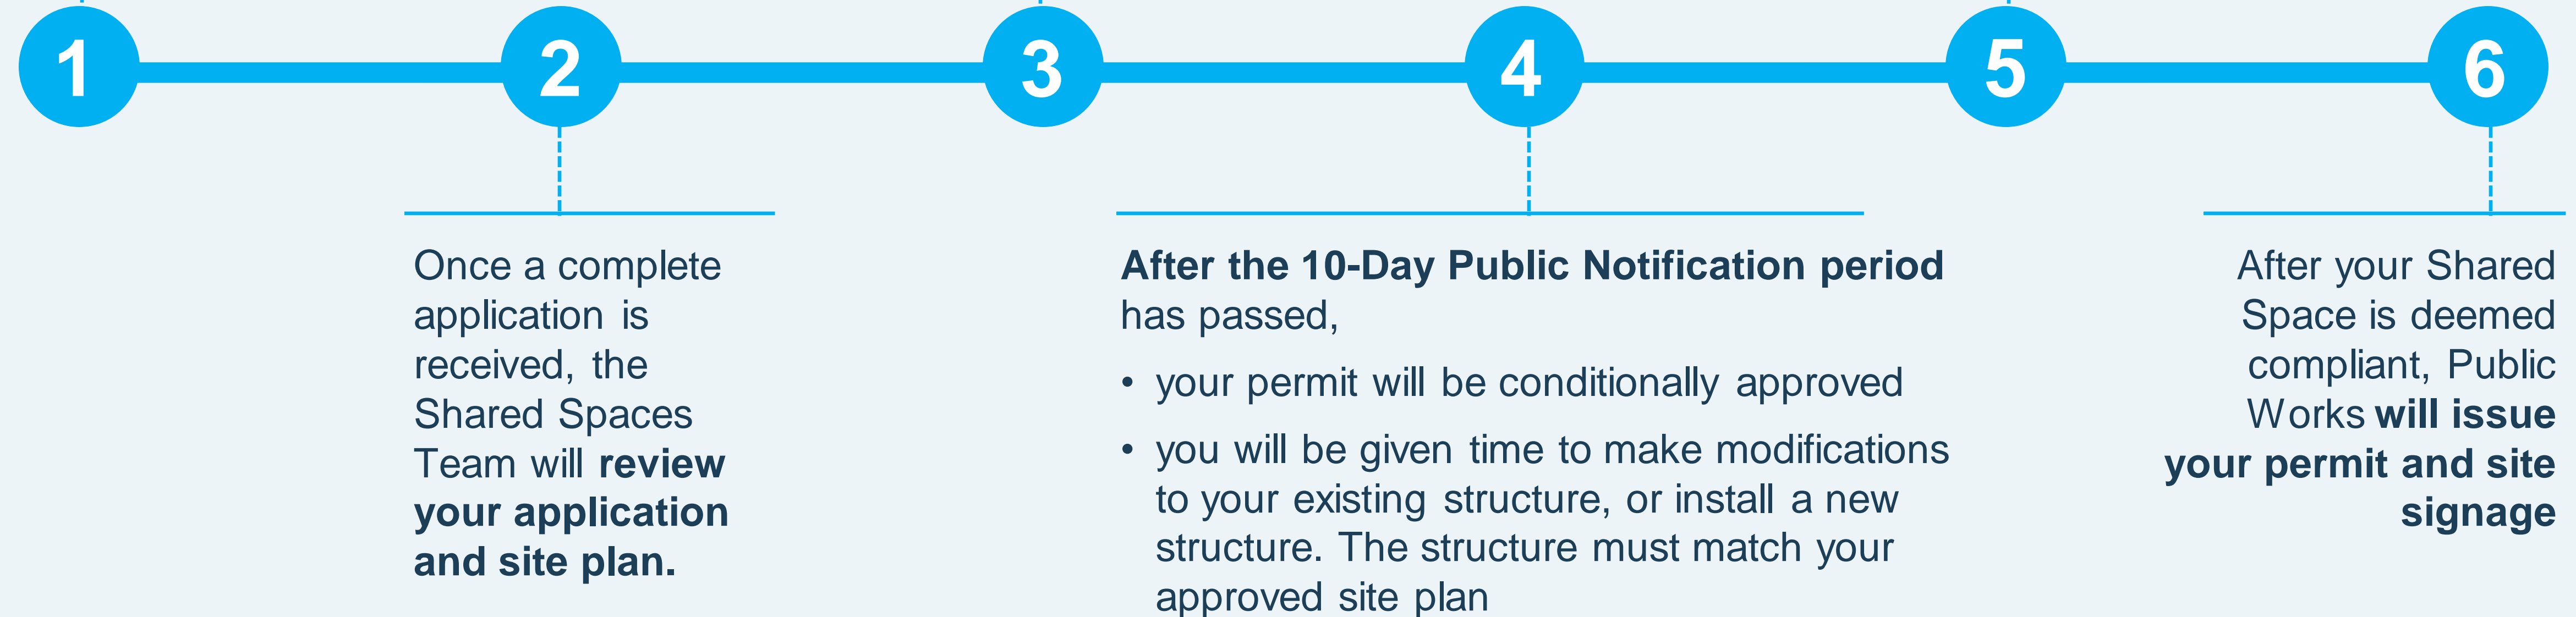 1
2
3
4
5
6
Once a complete
application is
received, the
Shared Spaces
Team will review
your application
and site plan.
After the 10-Day Public Notification period
has passed,
• your permit will be conditionally approved
• you will be given time to make modifications
to your existing structure, or install a new
structure. The structure must match your
approved site plan
After your Shared
Space is deemed
compliant, Public
Works will issue
your permit and site
signage